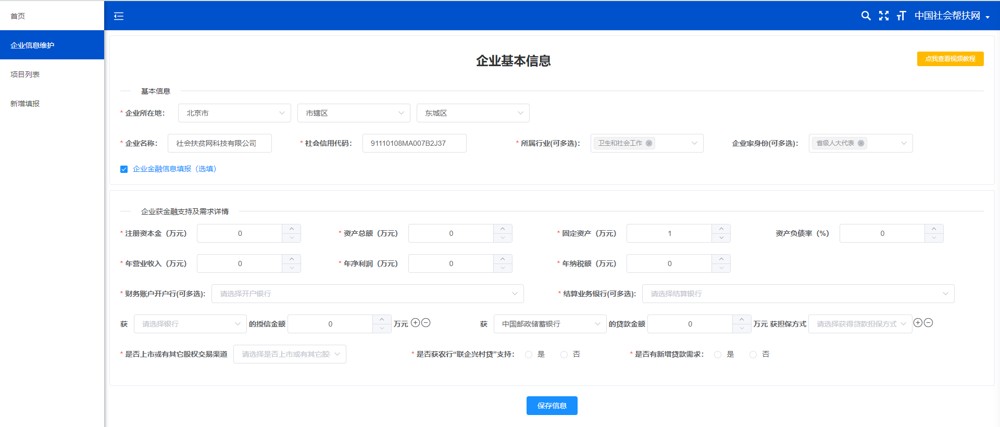 首页
企业信息维护
项目列表
新增填报
中国社会帮扶网
企业基本信息
点我查看视频教程
基本信息
* 企业所在地： 北京市 市辖区 东城区
* 企业名称： 社会扶贫网科技有限公司 * 社会信用代码： 91110108MA007B2J37 * 所属行业(可多选)： 卫生和社会工作 企业家身份(可多选)： 省级人大代表
企业金融信息填报（选填）
企业获金融支持及需求详情
* 注册资本金（万元） 0 * 资产总额（万元） 0 * 固定资产（万元） 1 资产负债率（%） 0
* 年营业收入（万元） 0 * 年净利润（万元） 0 * 年纳税额（万元） 0
* 财务账户开户行(可多选)： 请选择开户银行 * 结算业务银行(可多选)： 请选择结算银行
获 请选择银行 的授信金额 0 万元 获 中国邮政储蓄银行 的贷款金额 0 万元 获担保方式 请选择获得贷款担保方式
* 是否上市或有其它股权交易渠道 请选择是否上市或有其它股 * 是否获农行“联企兴村贷”支持： 是 否 * 是否有新增贷款需求： 是 否
保存信息